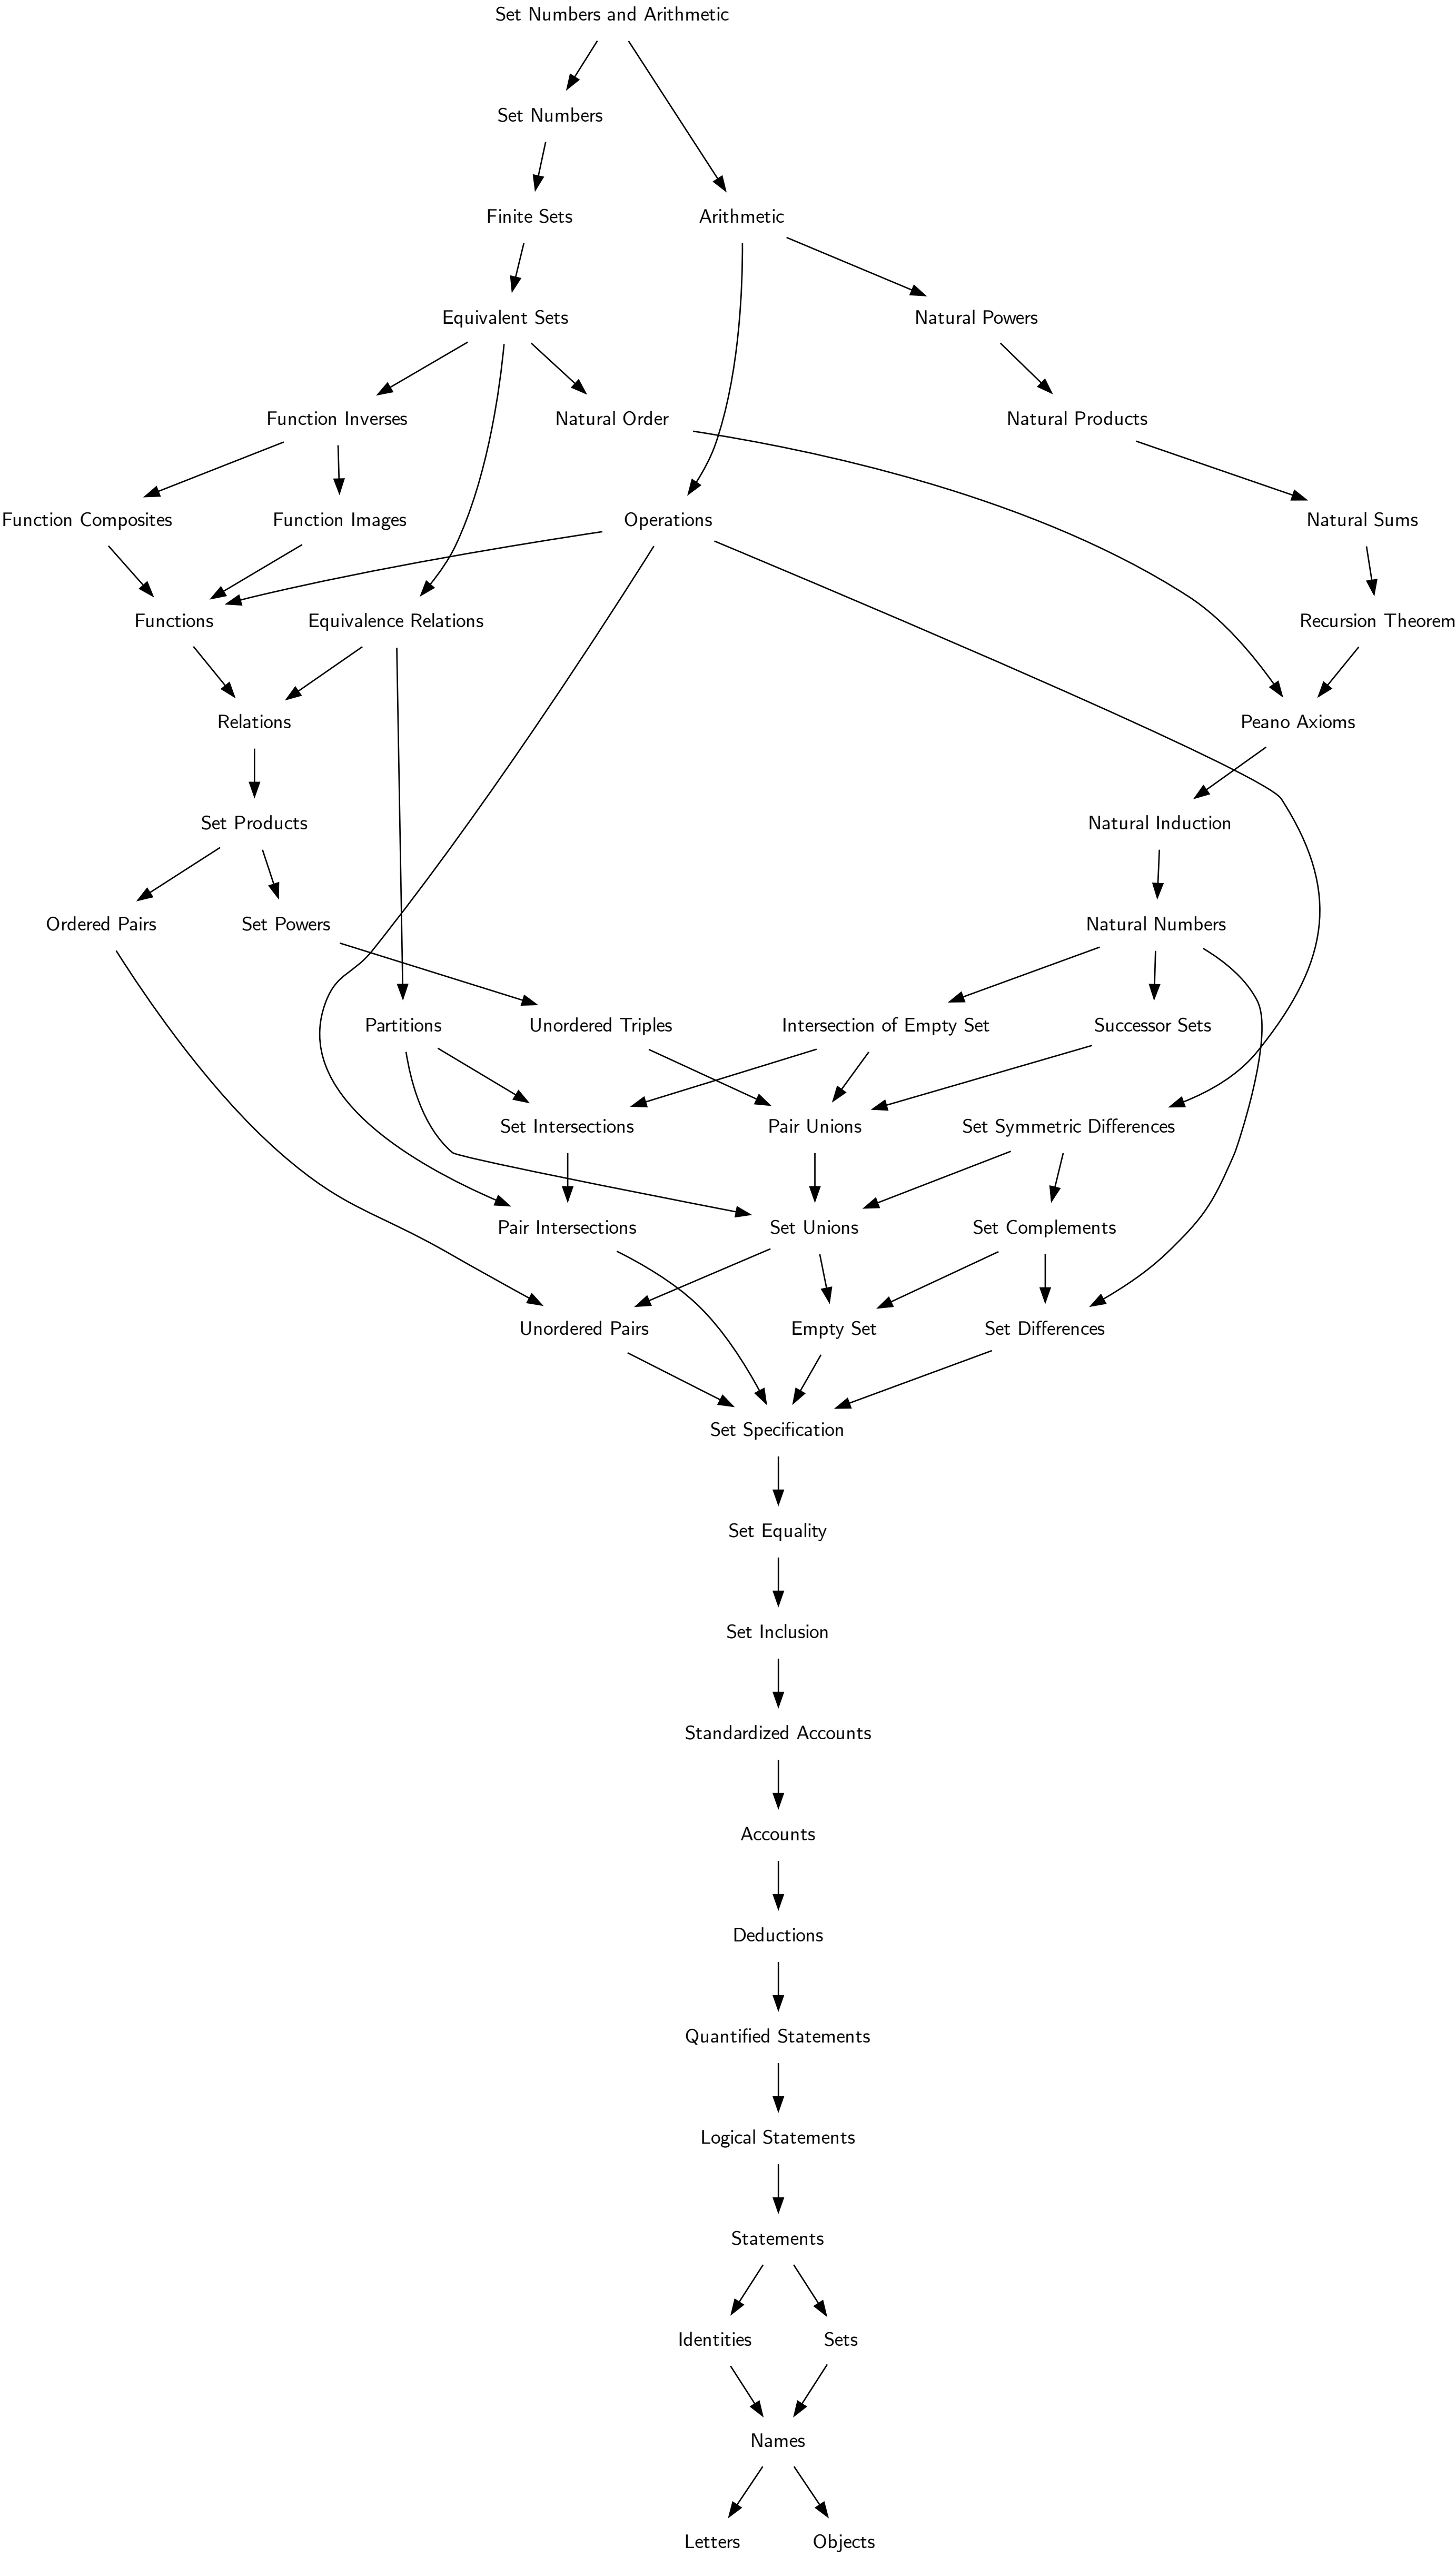 Set Numbers and Arithmetic
Set Numbers
Finite Sets
Arithmetic
Equivalent Sets
Natural Powers
Function Inverses
Natural Order
Natural Products
Function Composites
Function Images
Operations
Natural Sums
Functions
Equivalence Relations
Recursion Theorem
Relations
Peano Axioms
Set Products
Natural Induction
Ordered Pairs
Set Powers
Natural Numbers
Partitions
Unordered Triples
Intersection of Empty Set
Successor Sets
Set Intersections
Pair Unions
Set Symmetric Differences
Pair Intersections
Set Unions
Set Complements
Unordered Pairs
Empty Set
Set Differences
Set Specification
Set Equality
Set Inclusion
Standardized Accounts
Accounts
Deductions
Quantified Statements
Logical Statements
Statements
Identities
Sets
Names
Letters
Objects